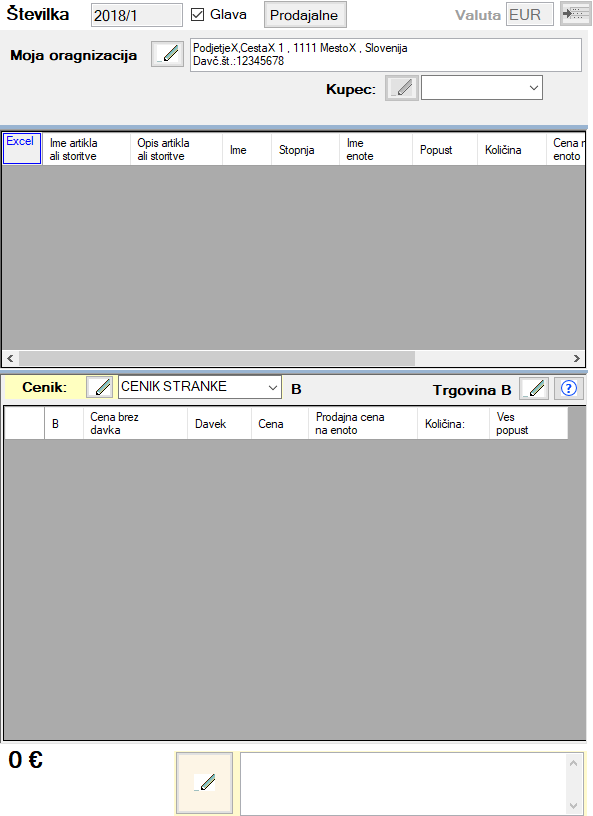 Številka 2018/1 Glava Prodajalne Valuta EUR
Moja oragnizacija
PodjetjeX,CestaX 1 , 1111 MestoX , Slovenija
Davč.št.:12345678
Kupec:
Excel
Ime artikla
ali storitve
Opis artikla
ali storitve
Ime
Stopnja
Ime
enote
Popust
Količina
Cena
enoto
Cenik: CENIK STRANKE B Trgovina B ?
B
Cena brez
davka
Davek
Cena
Prodajna cena
na enoto
Količina:
Ves
popust
0 €